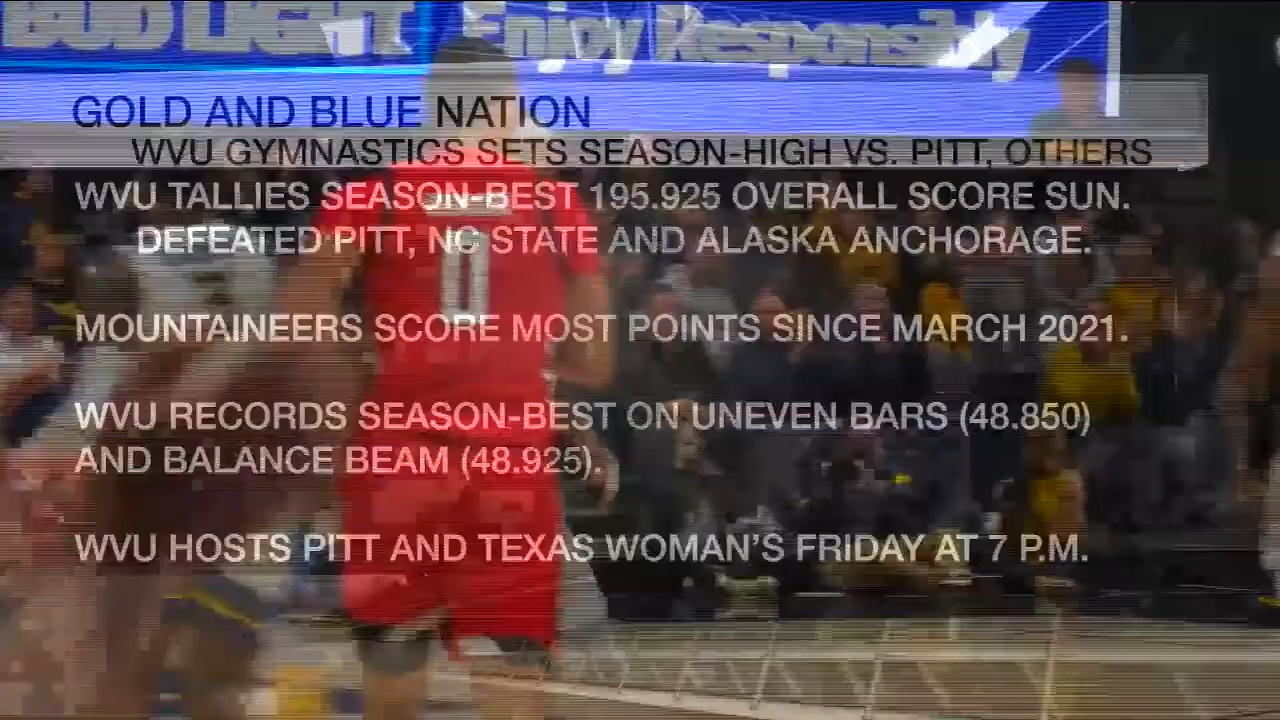 BUD LIGHT Enjoy Responsibly
GOLD AND BLUE NATION
WVU GYMNASTICS SETS SEASON-HIGH VS. PITT, OTHERS
WVU TALLIES SEASON-BEST 195.925 OVERALL SCORE SUN.
DEFEATED PITT, NC STATE AND ALASKA ANCHORAGE.
0
MOUNTAINEERS SCORE MOST POINTS SINCE MARCH 2021.
WVU RECORDS SEASON-BEST ON UNEVEN BARS (48.850)
AND BALANCE BEAM (48.925).
WVU HOSTS PITT AND TEXAS WOMAN'S FRIDAY AT 7 P.M.